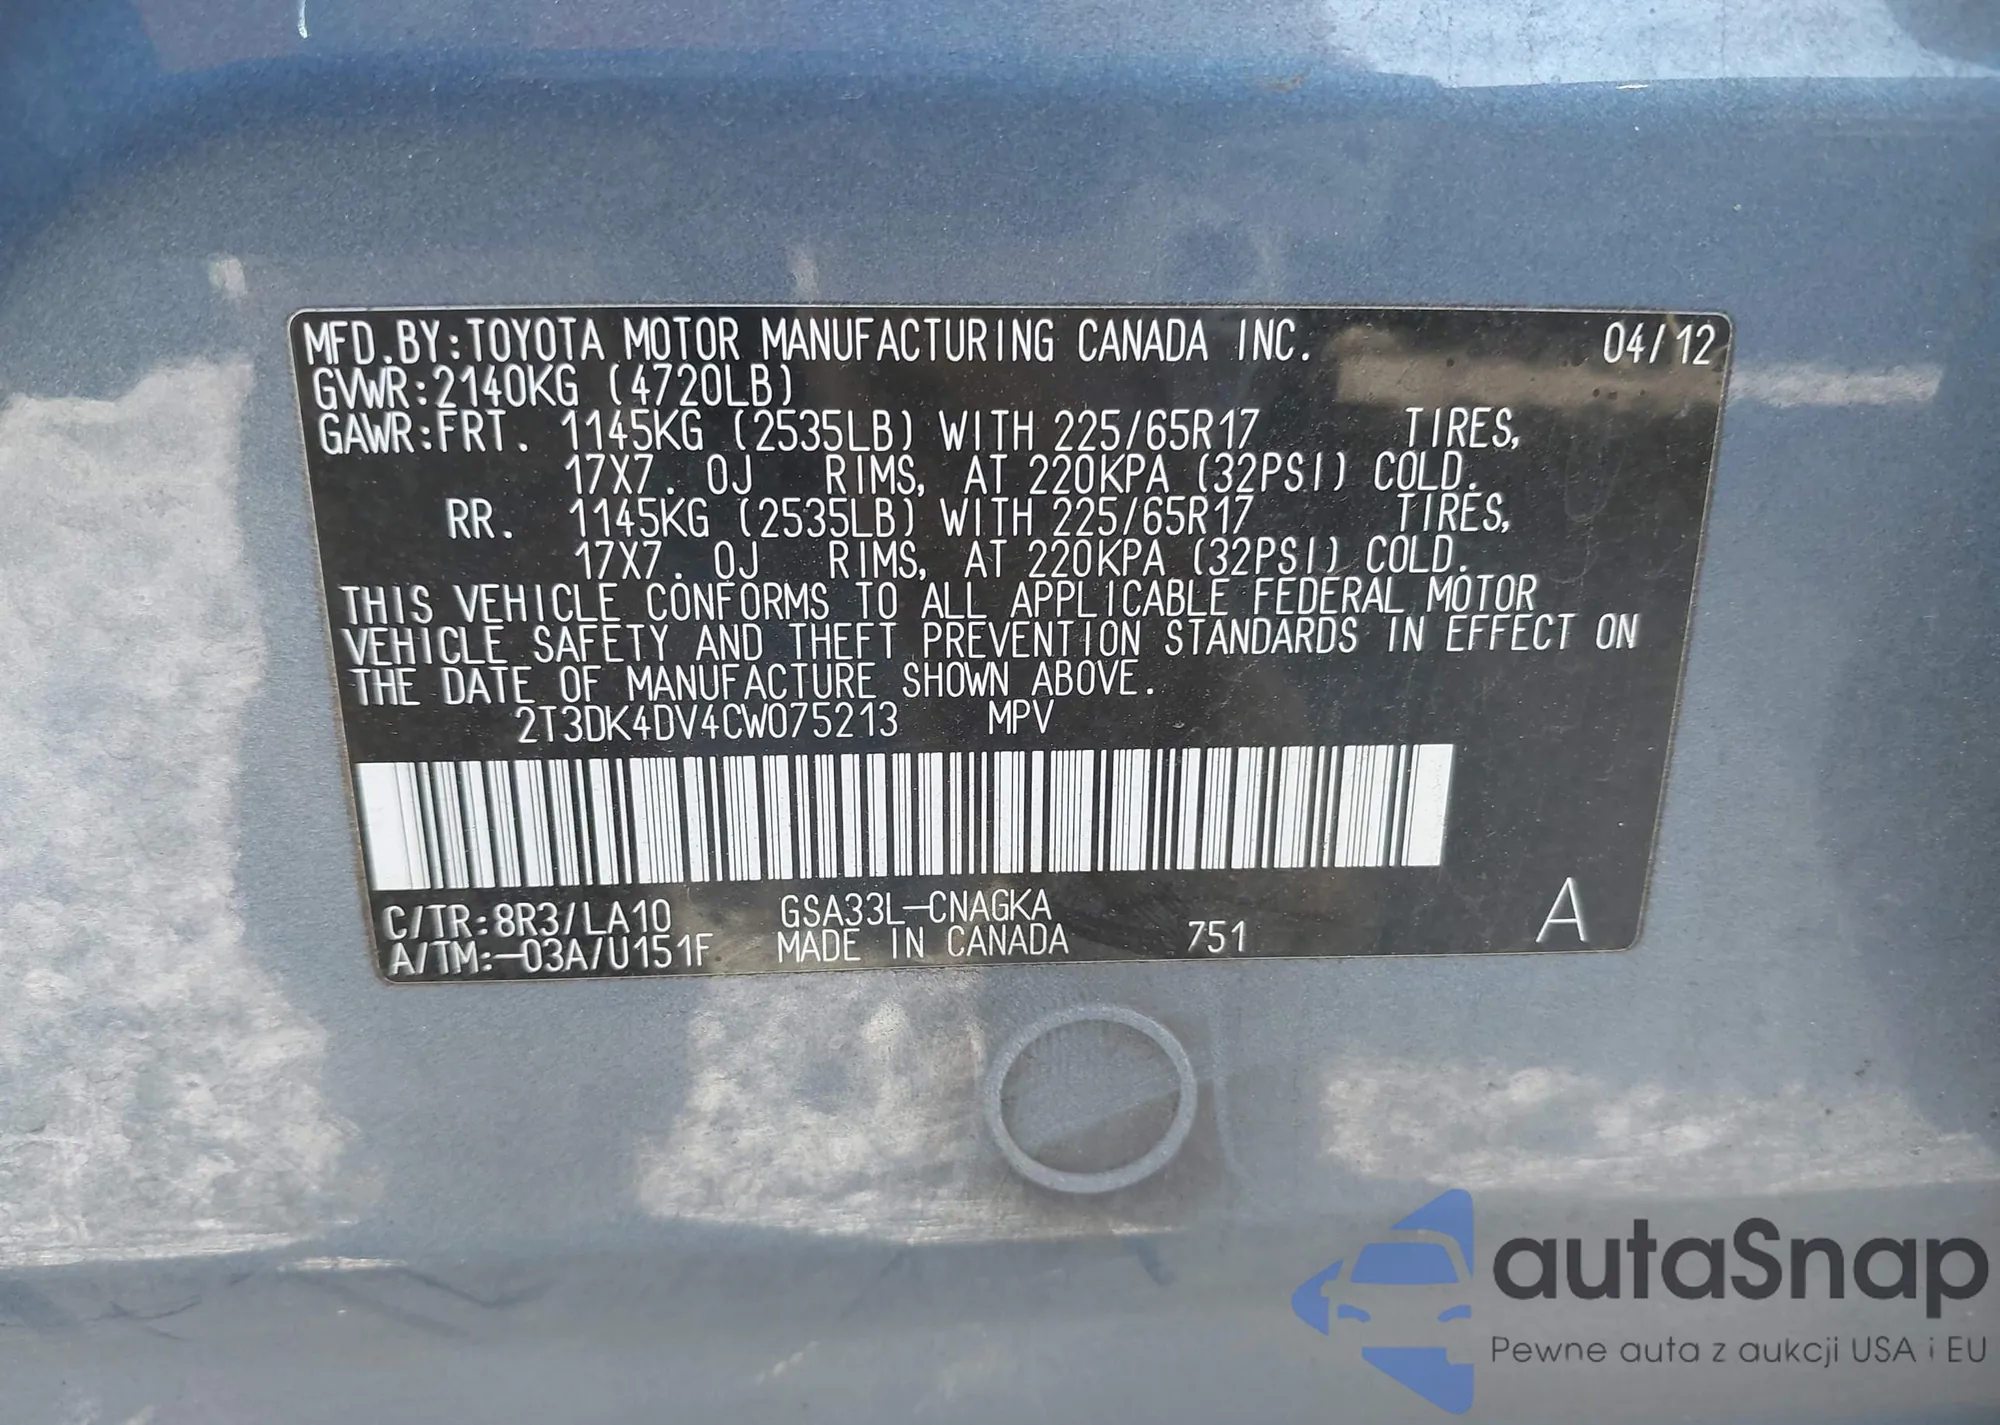 MFD.BY:TOYOTA MOTOR MANUFACTURING CANADA INC. 04/12
GVWR:2140KG (4720LB)
GAWR:FRT. 1145KG (2535LB) WITH 225/65R17 TIRES,
17X7.0J RIMS, AT 220KPA (32PSI) COLD.
RR. 1145KG (2535LB) WITH 225/65R17 TIRES,
17X7.0J RIMS, AT 220KPA (32PSI) COLD.
THIS VEHICLE CONFORMS TO ALL APPLICABLE FEDERAL MOTOR
VEHICLE SAFETY AND THEFT PREVENTION STANDARDS IN EFFECT ON
THE DATE OF MANUFACTURE SHOWN ABOVE.
2T3DK4DV4CW075213 MPV
C/TR:8R3/LA10 GSA33L-CNAGKA
A/TM:-03A/U151F MADE IN CANADA 751 A
autaSnap
Pewne auta z aukcji USA i EU